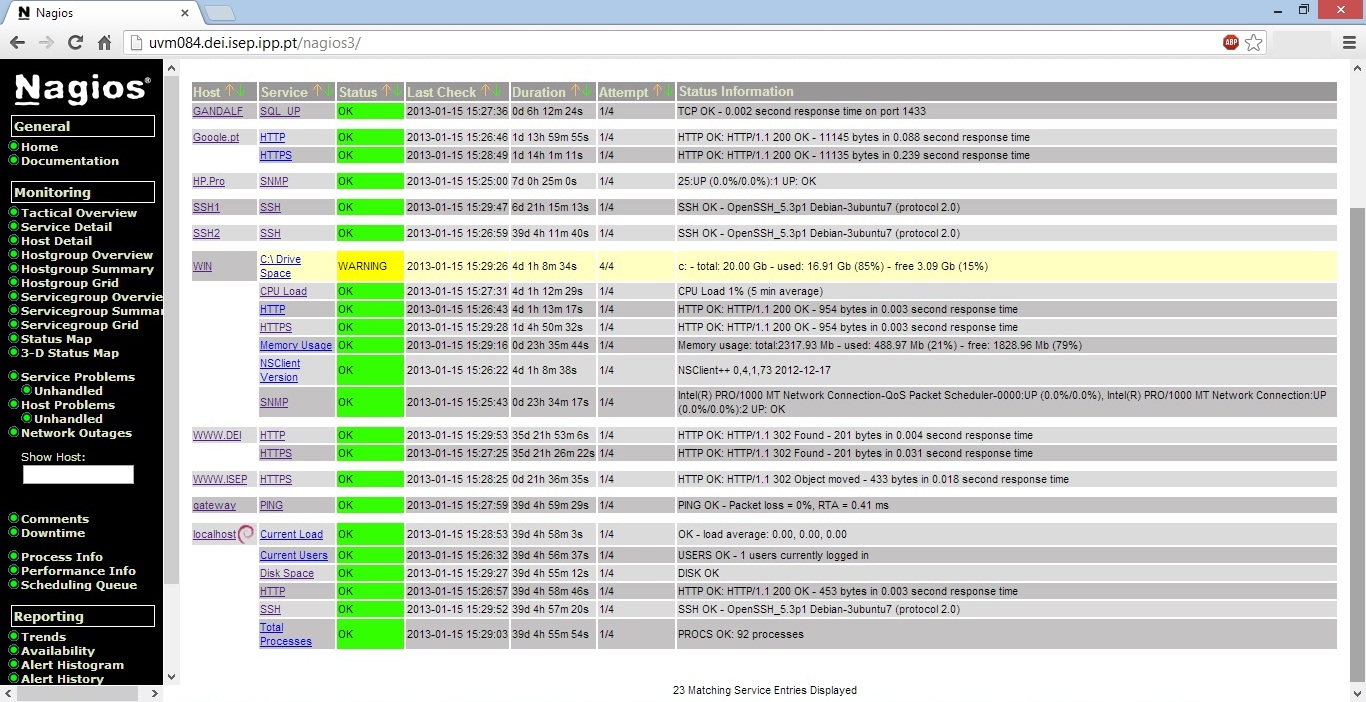 Nagios
uvm084.dei.isep.ipp.pt/nagios3/
ABP
Nagios®
General
Home
Documentation
Monitoring
Tactical Overview
Service Detail
Host Detail
Hostgroup Overview
Hostgroup Summary
Hostgroup Grid
Servicegroup Overvie
Servicegroup Summar
Servicegroup Grid
Status Map
3-D Status Map
Service Problems
Unhandled
Host Problems
Unhandled
Network Outages
Show Host:
Comments
Downtime
Process Info
Performance Info
Scheduling Queue
Reporting
Trends
Availability
Alert Histogram
Alert History
Host Service Status Last Check Duration Attempt Status Information
GANDALF SQL_UP OK 2013-01-15 15:27:36 0d 6h 12m 24s 1/4 TCP OK - 0.002 second response time on port 1433
Google.pt HTTP OK 2013-01-15 15:26:46 1d 13h 59m 55s 1/4 HTTP OK: HTTP/1.1 200 OK - 11145 bytes in 0.088 second response time
HTTPS OK 2013-01-15 15:28:49 1d 14h 1m 11s 1/4 HTTP OK: HTTP/1.1 200 OK - 11135 bytes in 0.239 second response time
HP.Pro SNMP OK 2013-01-15 15:25:00 7d 0h 25m 0s 1/4 25:UP (0.0%/0.0%):1 UP: OK
SSH1 SSH OK 2013-01-15 15:29:47 6d 21h 15m 13s 1/4 SSH OK - OpenSSH_5.3p1 Debian-3ubuntu7 (protocol 2.0)
SSH2 SSH OK 2013-01-15 15:26:59 39d 4h 11m 40s 1/4 SSH OK - OpenSSH_5.3p1 Debian-3ubuntu7 (protocol 2.0)
WIN C:\ Drive Space WARNING 2013-01-15 15:29:26 4d 1h 8m 34s 4/4 c: - total: 20.00 Gb - used: 16.91 Gb (85%) - free 3.09 Gb (15%)
CPU Load OK 2013-01-15 15:27:31 4d 1h 12m 29s 1/4 CPU Load 1% (5 min average)
HTTP OK 2013-01-15 15:26:43 4d 1h 13m 17s 1/4 HTTP OK: HTTP/1.1 200 OK - 954 bytes in 0.003 second response time
HTTPS OK 2013-01-15 15:29:28 1d 4h 50m 32s 1/4 HTTP OK: HTTP/1.1 200 OK - 954 bytes in 0.003 second response time
Memory Usage OK 2013-01-15 15:29:16 0d 23h 35m 44s 1/4 Memory usage: total:2317.93 Mb - used: 488.97 Mb (21%) - free: 1828.96 Mb (79%)
NSClient Version OK 2013-01-15 15:26:22 4d 1h 8m 38s 1/4 NSClient++ 0,4,1,73 2012-12-17
SNMP OK 2013-01-15 15:25:43 0d 23h 34m 17s 1/4 Intel(R) PRO/1000 MT Network Connection-QoS Packet Scheduler-0000:UP (0.0%/0.0%), Intel(R) PRO/1000 MT Network Connection:UP
(0.0%/0.0%):2 UP: OK
WWW.DEI HTTP OK 2013-01-15 15:29:53 35d 21h 53m 6s 1/4 HTTP OK: HTTP/1.1 302 Found - 201 bytes in 0.004 second response time
HTTPS OK 2013-01-15 15:27:25 35d 21h 26m 22s 1/4 HTTP OK: HTTP/1.1 302 Found - 201 bytes in 0.031 second response time
WWW.ISEP HTTPS OK 2013-01-15 15:28:25 0d 21h 36m 35s 1/4 HTTP OK: HTTP/1.1 302 Object moved - 433 bytes in 0.018 second response time
gateway PING OK 2013-01-15 15:27:59 39d 4h 59m 29s 1/4 PING OK - Packet loss = 0%, RTA = 0.41 ms
localhost Current Load OK 2013-01-15 15:28:53 39d 4h 58m 3s 1/4 OK - load average: 0.00, 0.00, 0.00
Current Users OK 2013-01-15 15:26:32 39d 4h 56m 37s 1/4 USERS OK - 1 users currently logged in
Disk Space OK 2013-01-15 15:29:27 39d 4h 55m 12s 1/4 DISK OK
HTTP OK 2013-01-15 15:26:57 39d 4h 58m 46s 1/4 HTTP OK: HTTP/1.1 200 OK - 453 bytes in 0.003 second response time
SSH OK 2013-01-15 15:29:52 39d 4h 57m 20s 1/4 SSH OK - OpenSSH_5.3p1 Debian-3ubuntu7 (protocol 2.0)
Total Processes OK 2013-01-15 15:29:03 39d 4h 55m 54s 1/4 PROCS OK: 92 processes
23 Matching Service Entries Displayed